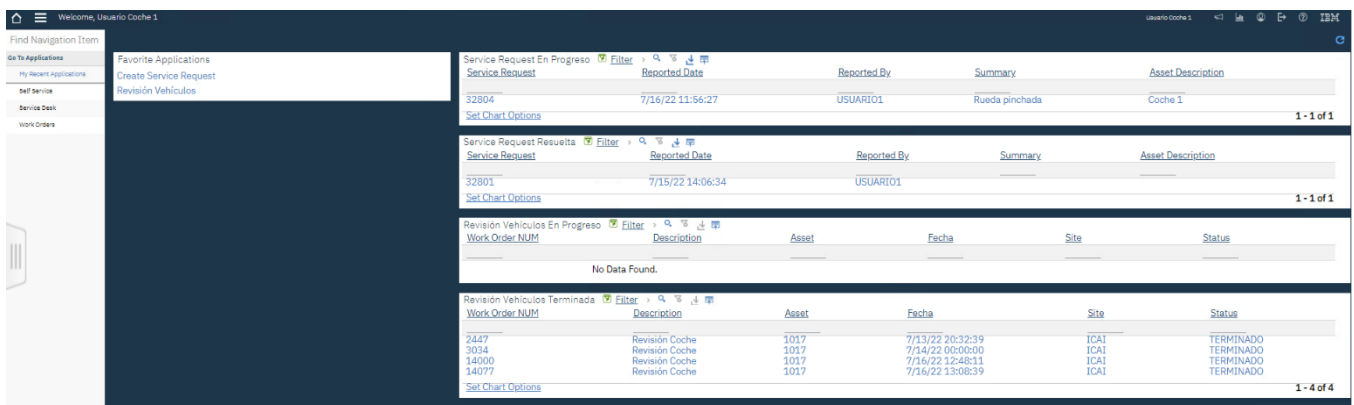 Welcome, Usuario Coche 1
Usuario Coche 1 IBM
Find Navigation Item
Go To Applications
My Recent Applications
Self Service
Service Desk
Work Orders
Favorite Applications
Create Service Request
Revisión Vehículos
Service Request En Progreso Filter
Service Request Reported Date Reported By Summary Asset Description
32804 7/16/22 11:56:27 USUARIO1 Rueda pinchada Coche 1
Set Chart Options 1 - 1 of 1
Service Request Resuelta Filter
Service Request Reported Date Reported By Summary Asset Description
32801 7/15/22 14:06:34 USUARIO1
Set Chart Options 1 - 1 of 1
Revisión Vehículos En Progreso Filter
Work Order NUM Description Asset Fecha Site Status
No Data Found.
Revisión Vehículos Terminada Filter
Work Order NUM Description Asset Fecha Site Status
2447 Revisión Coche 1017 7/13/22 20:32:39 ICAI TERMINADO
3034 Revisión Coche 1017 7/14/22 00:00:00 ICAI TERMINADO
14000 Revisión Coche 1017 7/16/22 12:48:11 ICAI TERMINADO
14077 Revisión Coche 1017 7/16/22 13:08:39 ICAI TERMINADO
Set Chart Options 1 - 4 of 4